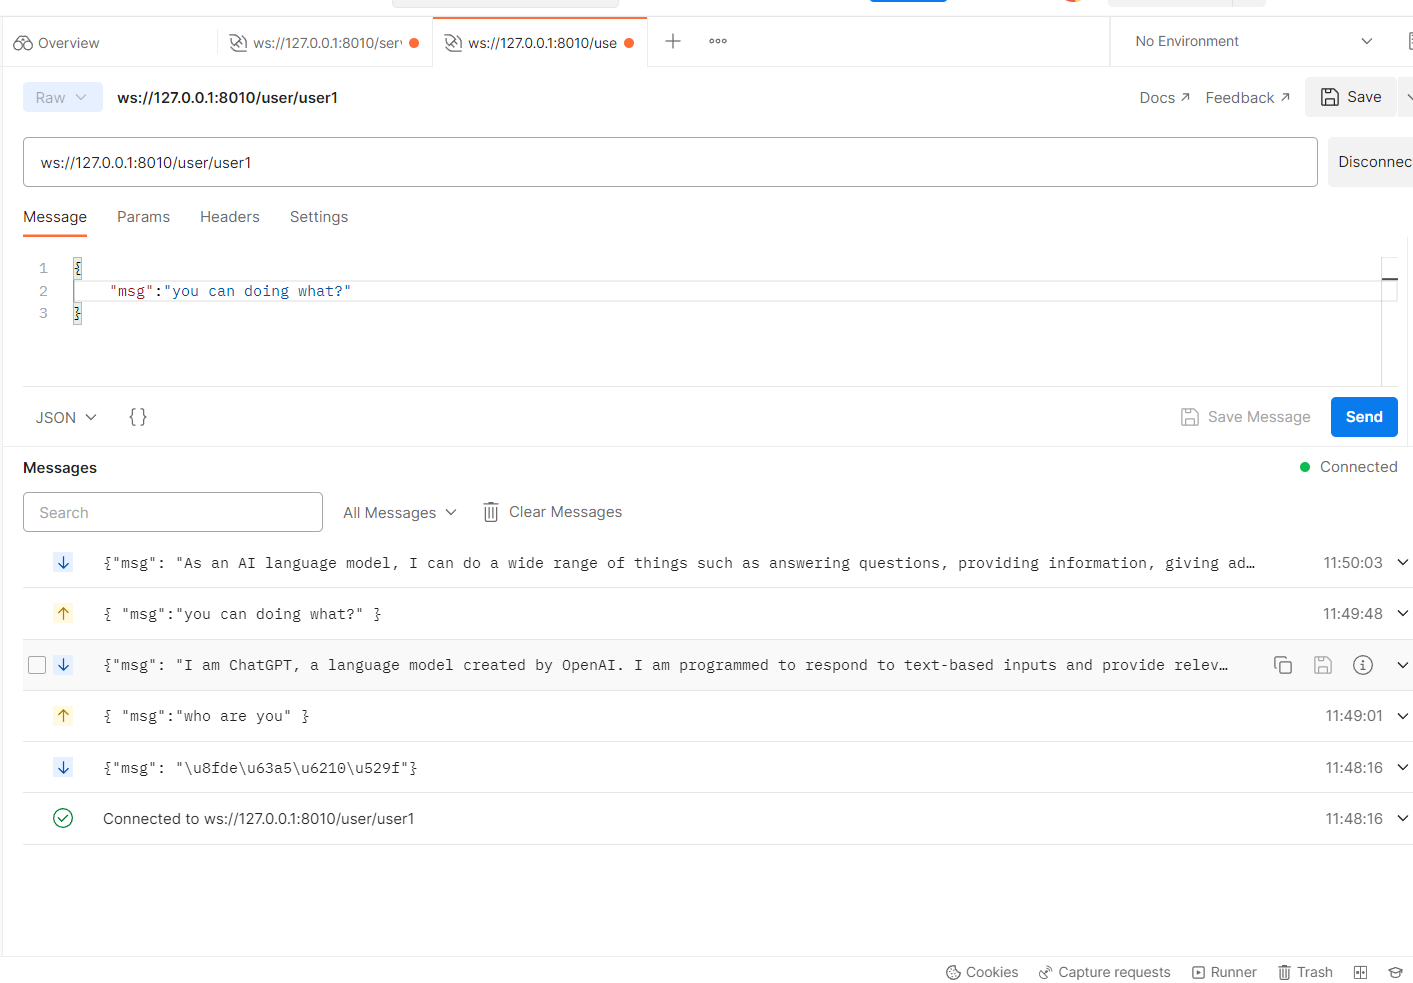 Overview
ws://127.0.0.1:8010/ser
ws://127.0.0.1:8010/use
No Environment
Raw
ws://127.0.0.1:8010/user/user1
Docs
Feedback
Save
ws://127.0.0.1:8010/user/user1
Disconnec
Message Params Headers Settings
1 {
2 "msg":"you can doing what?"
3 }
JSON {}
Save Message
Send
Messages
Connected
Search
All Messages
Clear Messages
{"msg": "As an AI language model, I can do a wide range of things such as answering questions, providing information, giving ad… 11:50:03
{ "msg":"you can doing what?" } 11:49:48
{"msg": "I am ChatGPT, a language model created by OpenAI. I am programmed to respond to text-based inputs and provide relev…
{ "msg":"who are you" } 11:49:01
{"msg": "\u8fde\u63a5\u6210\u529f"} 11:48:16
Connected to ws://127.0.0.1:8010/user/user1 11:48:16
Cookies Capture requests Runner Trash